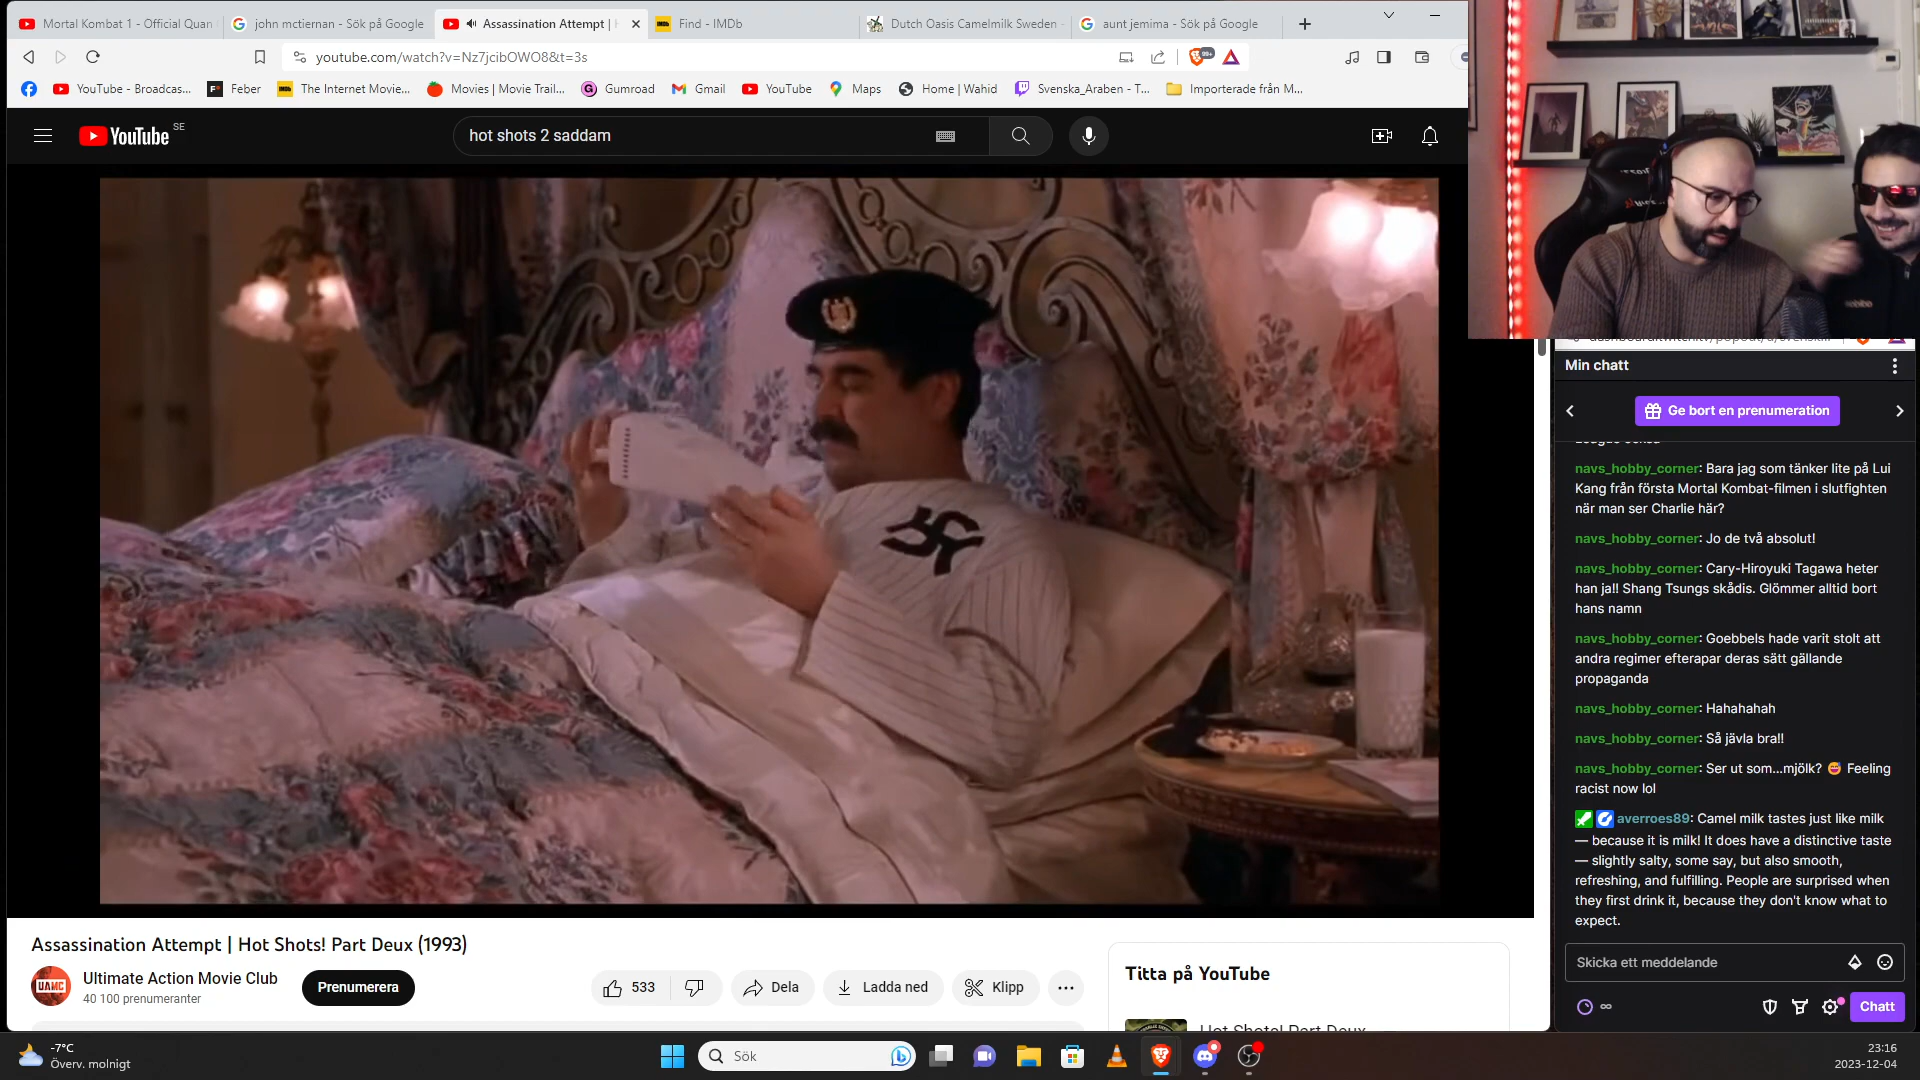 Mortal Kombat 1 - Official Quan
john mctiernan - Sök på Google
Assassination Attempt |
Find - IMDb
Dutch Oasis Camelmilk Sweden
aunt jemima - Sök på Google
youtube.com/watch?v=Nz7jcibOWO8&t=3s
99+
YouTube - Broadcas...
Feber
The Internet Movie...
Movies | Movie Trail...
Gumroad
Gmail
YouTube
Maps
Home | Wahid
Svenska_Araben - T...
Importerade från M...
YouTube SE
hot shots 2 saddam
Min chatt
Ge bort en prenumeration
navs_hobby_corner: Bara jag som tänker lite på Lui
Kang från första Mortal Kombat-filmen i slutfighten
när man ser Charlie här?
navs_hobby_corner: Jo de två absolut!
navs_hobby_corner: Cary-Hiroyuki Tagawa heter
han ja!! Shang Tsungs skådis. Glömmer alltid bort
hans namn
navs_hobby_corner: Goebbels hade varit stolt att
andra regimer efterapar deras sätt gällande
propaganda
navs_hobby_corner: Hahahahah
navs_hobby_corner: Så jävla bra!!
navs_hobby_corner: Ser ut som...mjölk? 😅 Feeling
racist now lol
averroes89: Camel milk tastes just like milk
— because it is milk! It does have a distinctive taste
— slightly salty, some say, but also smooth,
refreshing, and fulfilling. People are surprised when
they first drink it, because they don't know what to
expect.
Skicka ett meddelande
Chatt
Assassination Attempt | Hot Shots! Part Deux (1993)
UAMC
Ultimate Action Movie Club
40 100 prenumeranter
Prenumerera
533
Dela
Ladda ned
Klipp
Titta på YouTube
Hot Shots! Part Deux
-7°C
Överv. molnigt
Sök
23:16
2023-12-04